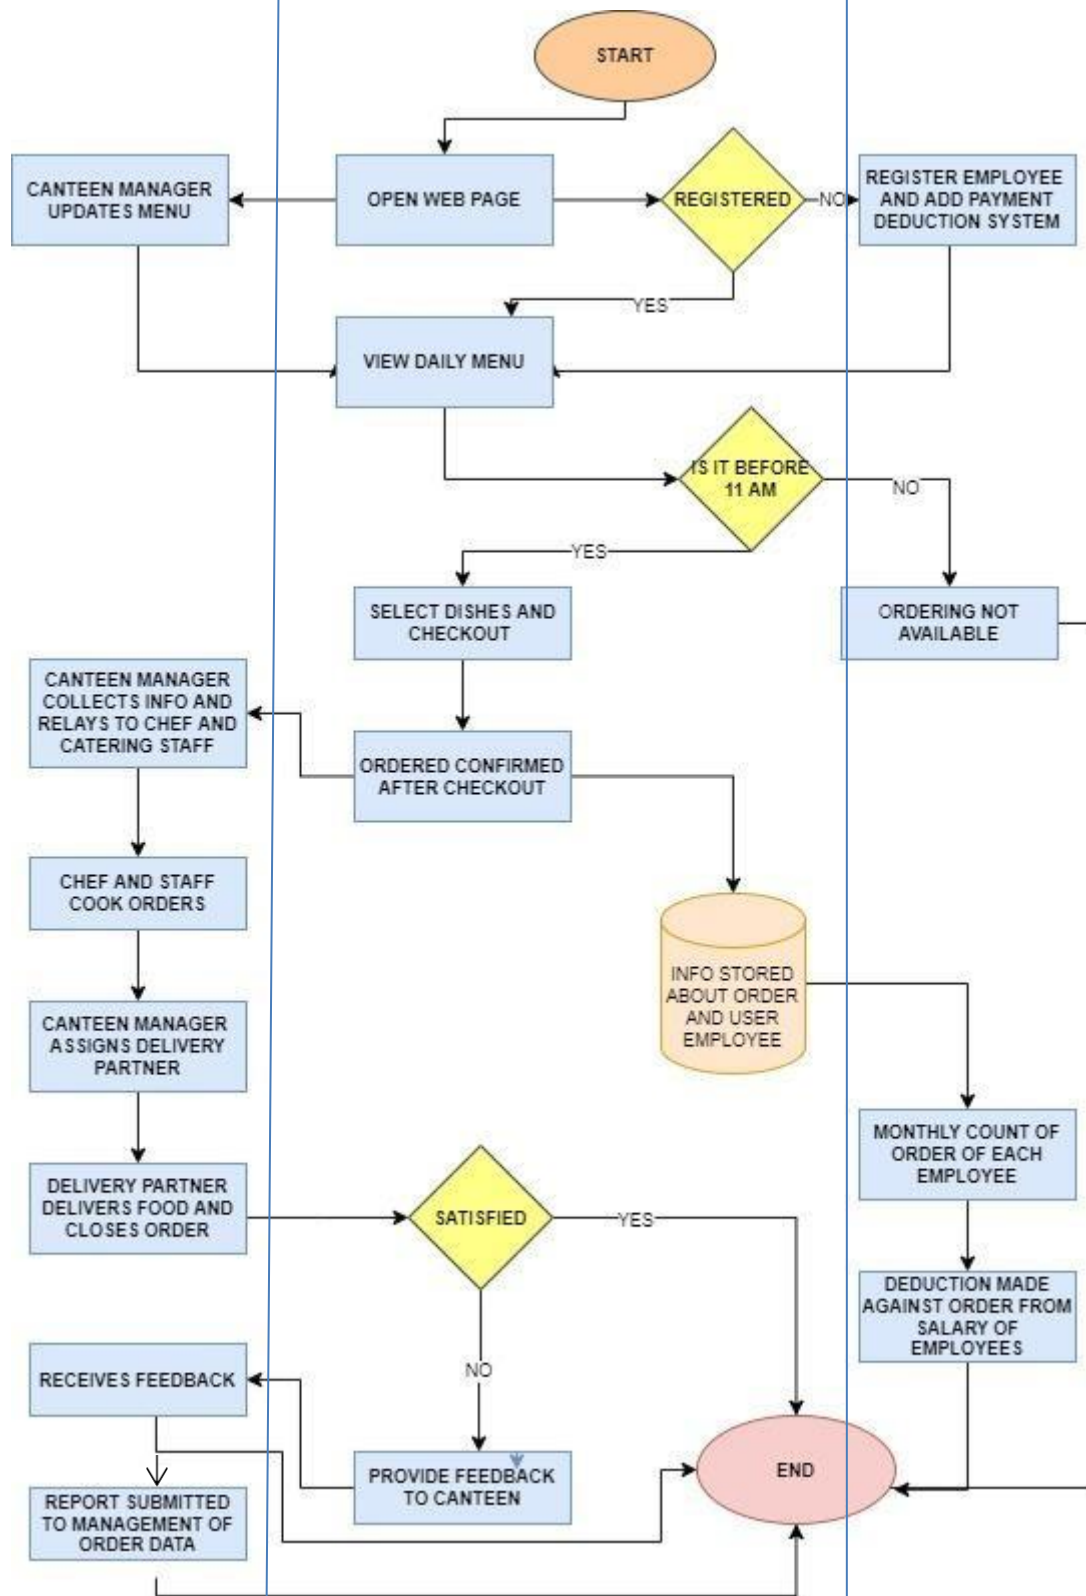 START
CANTEEN MANAGER
UPDATES MENU
OPEN WEB PAGE
REGISTERED
NO
REGISTER EMPLOYEE
AND ADD PAYMENT
DEDUCTION SYSTEM
YES
VIEW DAILY MENU
IS IT BEFORE
11 AM
NO
YES
SELECT DISHES AND
CHECKOUT
ORDERING NOT
AVAILABLE
CANTEEN MANAGER
COLLECTS INFO AND
RELAYS TO CHEF AND
CATERING STAFF
ORDERED CONFIRMED
AFTER CHECKOUT
CHEF AND STAFF
COOK ORDERS
INFO STORED
ABOUT ORDER
AND USER
EMPLOYEE
CANTEEN MANAGER
ASSIGNS DELIVERY
PARTNER
MONTHLY COUNT OF
ORDER OF EACH
EMPLOYEE
DELIVERY PARTNER
DELIVERS FOOD AND
CLOSES ORDER
SATISFIED
YES
DEDUCTION MADE
AGAINST ORDER FROM
SALARY OF
EMPLOYEES
NO
RECEIVES FEEDBACK
PROVIDE FEEDBACK
TO CANTEEN
END
REPORT SUBMITTED
TO MANAGEMENT OF
ORDER DATA